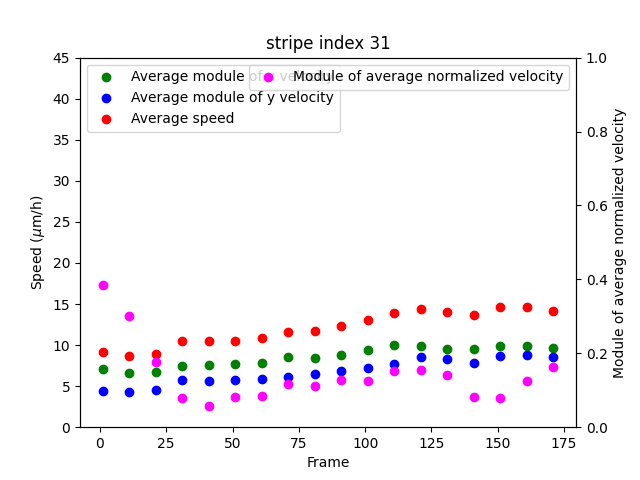 stripe index 31
Average module of x velocity
Average module of y velocity
Average speed
Module of average normalized velocity
Speed (μm/h)
45
40
35
30
25
20
15
10
5
0
1.0
0.8
0.6
0.4
0.2
0.0
Module of average normalized velocity
0 25 50 75 100 125 150 175
Frame